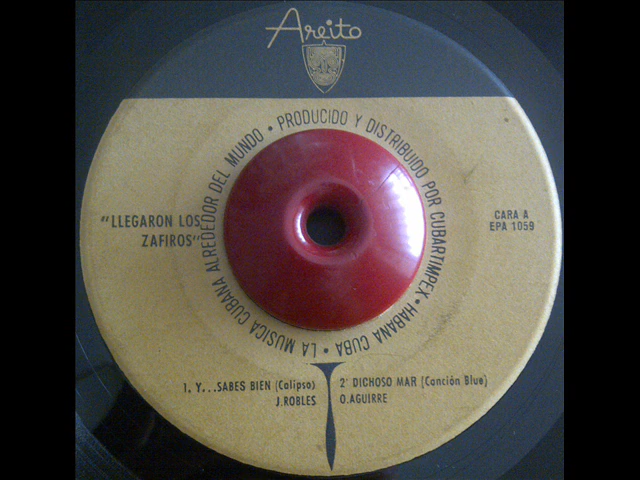 Areito
PRODUCIDO Y DISTRIBUIDO POR CUBARTIMPEX • HABANA CUBA • LA MUSICA CUBANA ALREDEDOR DEL MUNDO •
"LLEGARON LOS
ZAFIROS"
CARA A
EPA 1059
1. Y...SABES BIEN (Calipso)
J.ROBLES
2' DICHOSO MAR (Canción Blue)
O.AGUIRRE